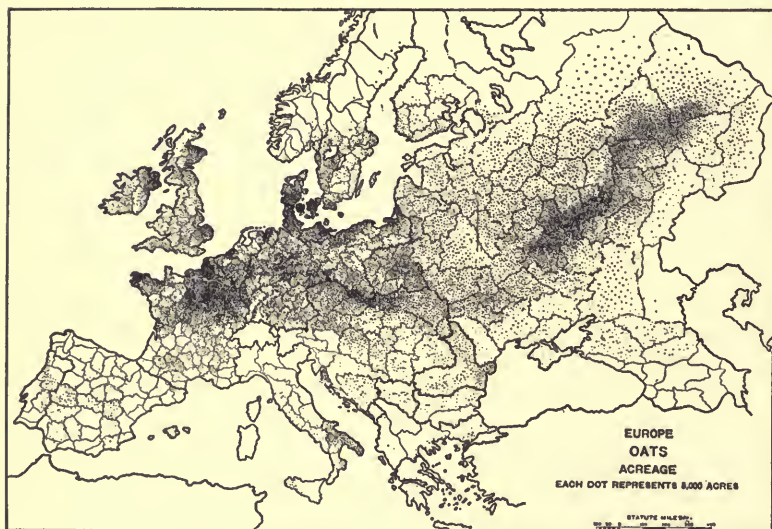 EUROPE
OATS
ACREAGE
EACH DOT REPRESENTS 5,000 ACRES
STATUTE MILES